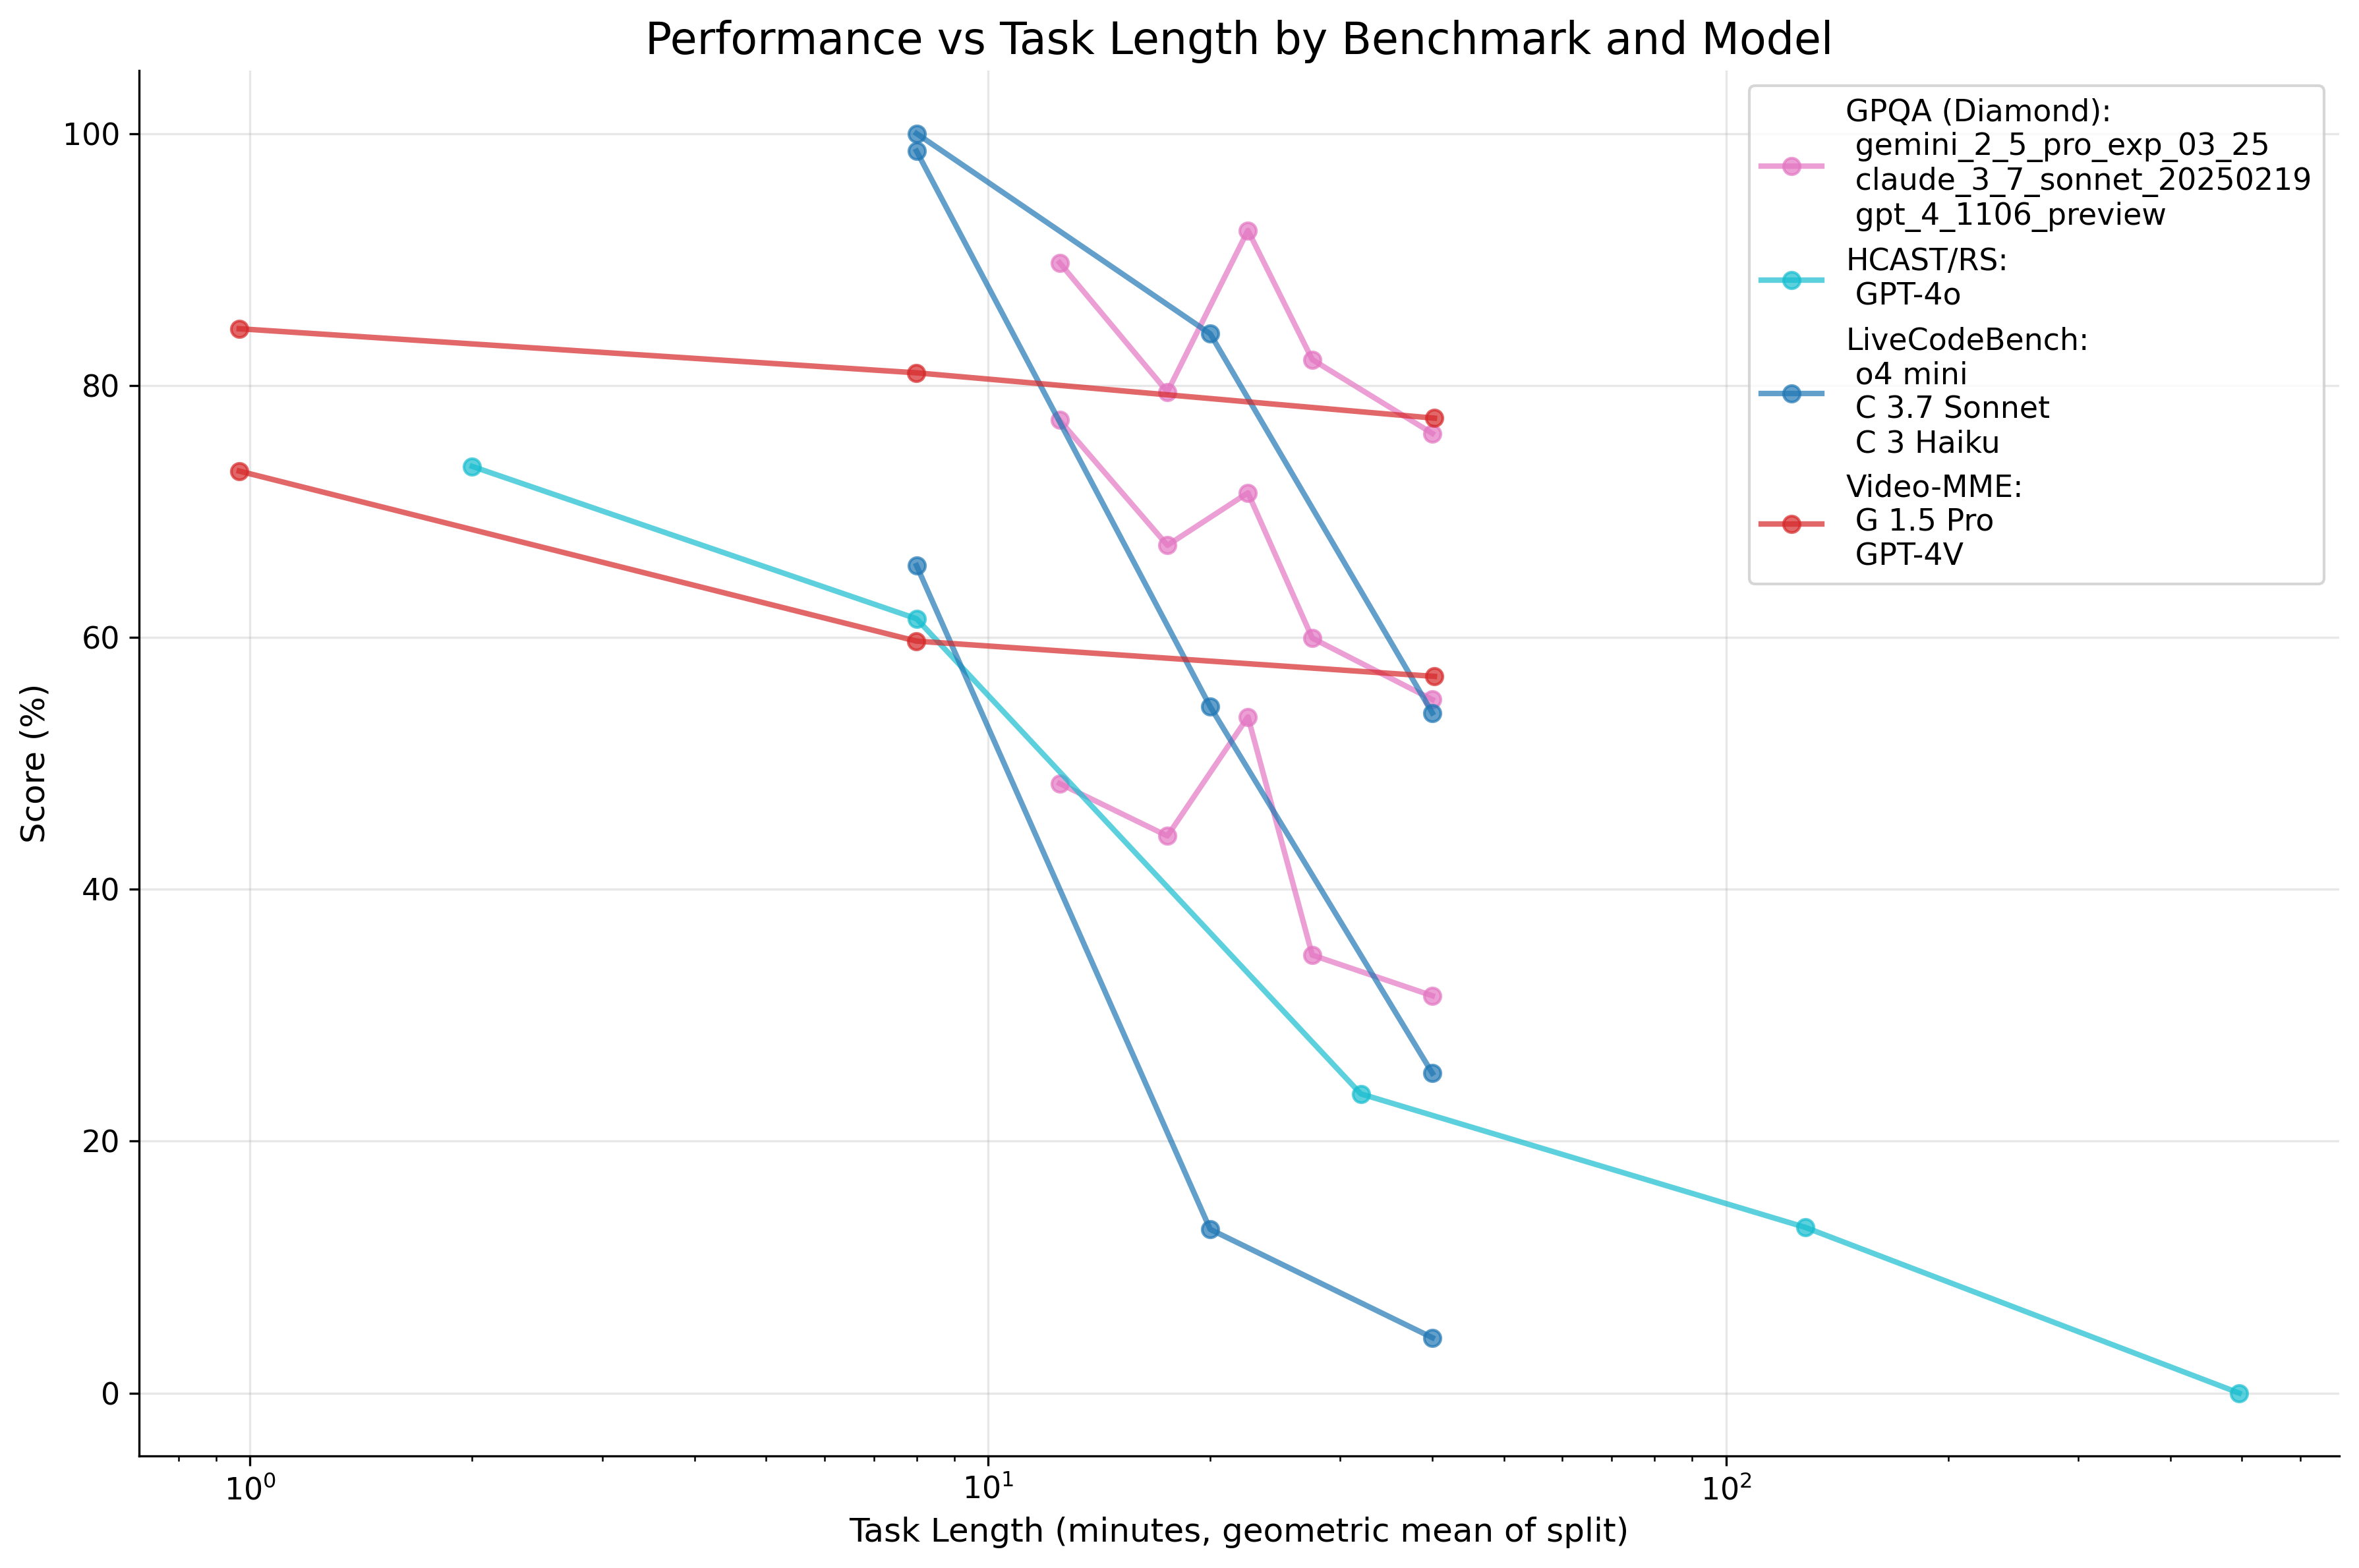 Performance vs Task Length by Benchmark and Model
100
80
60
40
20
0
Score (%)
10⁰
10¹
10²
Task Length (minutes, geometric mean of split)
GPQA (Diamond):
gemini_2_5_pro_exp_03_25
claude_3_7_sonnet_20250219
gpt_4_1106_preview
HCAST/RS:
GPT-4o
LiveCodeBench:
o4 mini
C 3.7 Sonnet
C 3 Haiku
Video-MME:
G 1.5 Pro
GPT-4V